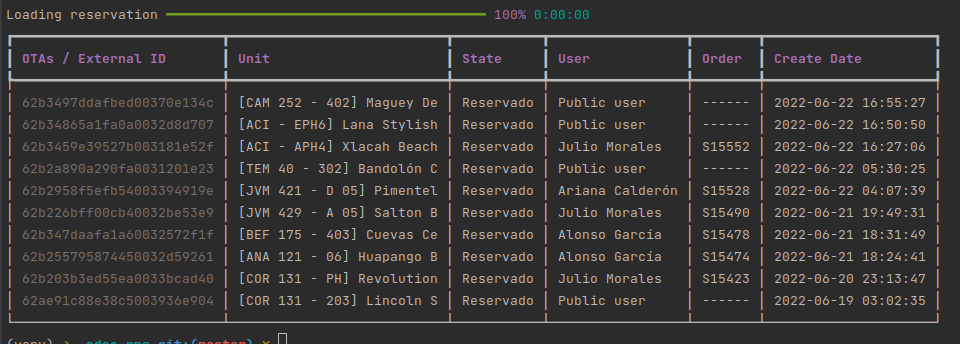 Loading reservation 100% 0:00:00
OTAs / External ID Unit State User Order Create Date
62b3497ddafbed00370e134c [CAM 252 - 402] Maguey De Reservado Public user ------ 2022-06-22 16:55:27
62b34865a1fa0a0032d8d707 [ACI - EPH6] Lana Stylish Reservado Public user ------ 2022-06-22 16:50:50
62b3459e39527b003181e52f [ACI - APH4] Xlacah Beach Reservado Julio Morales S15552 2022-06-22 16:27:06
62b2a890a290fa0031201e23 [TEM 40 - 302] Bandolón C Reservado Public user ------ 2022-06-22 05:30:25
62b2958f5efb54003394919e [JVM 421 - D 05] Pimentel Reservado Ariana Calderón S15528 2022-06-22 04:07:39
62b226bff00cb40032be53e9 [JVM 429 - A 05] Salton B Reservado Julio Morales S15490 2022-06-21 19:49:31
62b347daafa1a60032572f1f [BEF 175 - 403] Cuevas Ce Reservado Alonso García S15478 2022-06-21 18:31:49
62b255795874450032d59261 [ANA 121 - 06] Huapango B Reservado Alonso García S15474 2022-06-21 18:24:41
62b203b3ed55ea0033bcad40 [COR 131 - PH] Revolution Reservado Julio Morales S15423 2022-06-20 23:13:47
62ae91c88e38c5003936e904 [COR 131 - 203] Lincoln S Reservado Public user ------ 2022-06-19 03:02:35